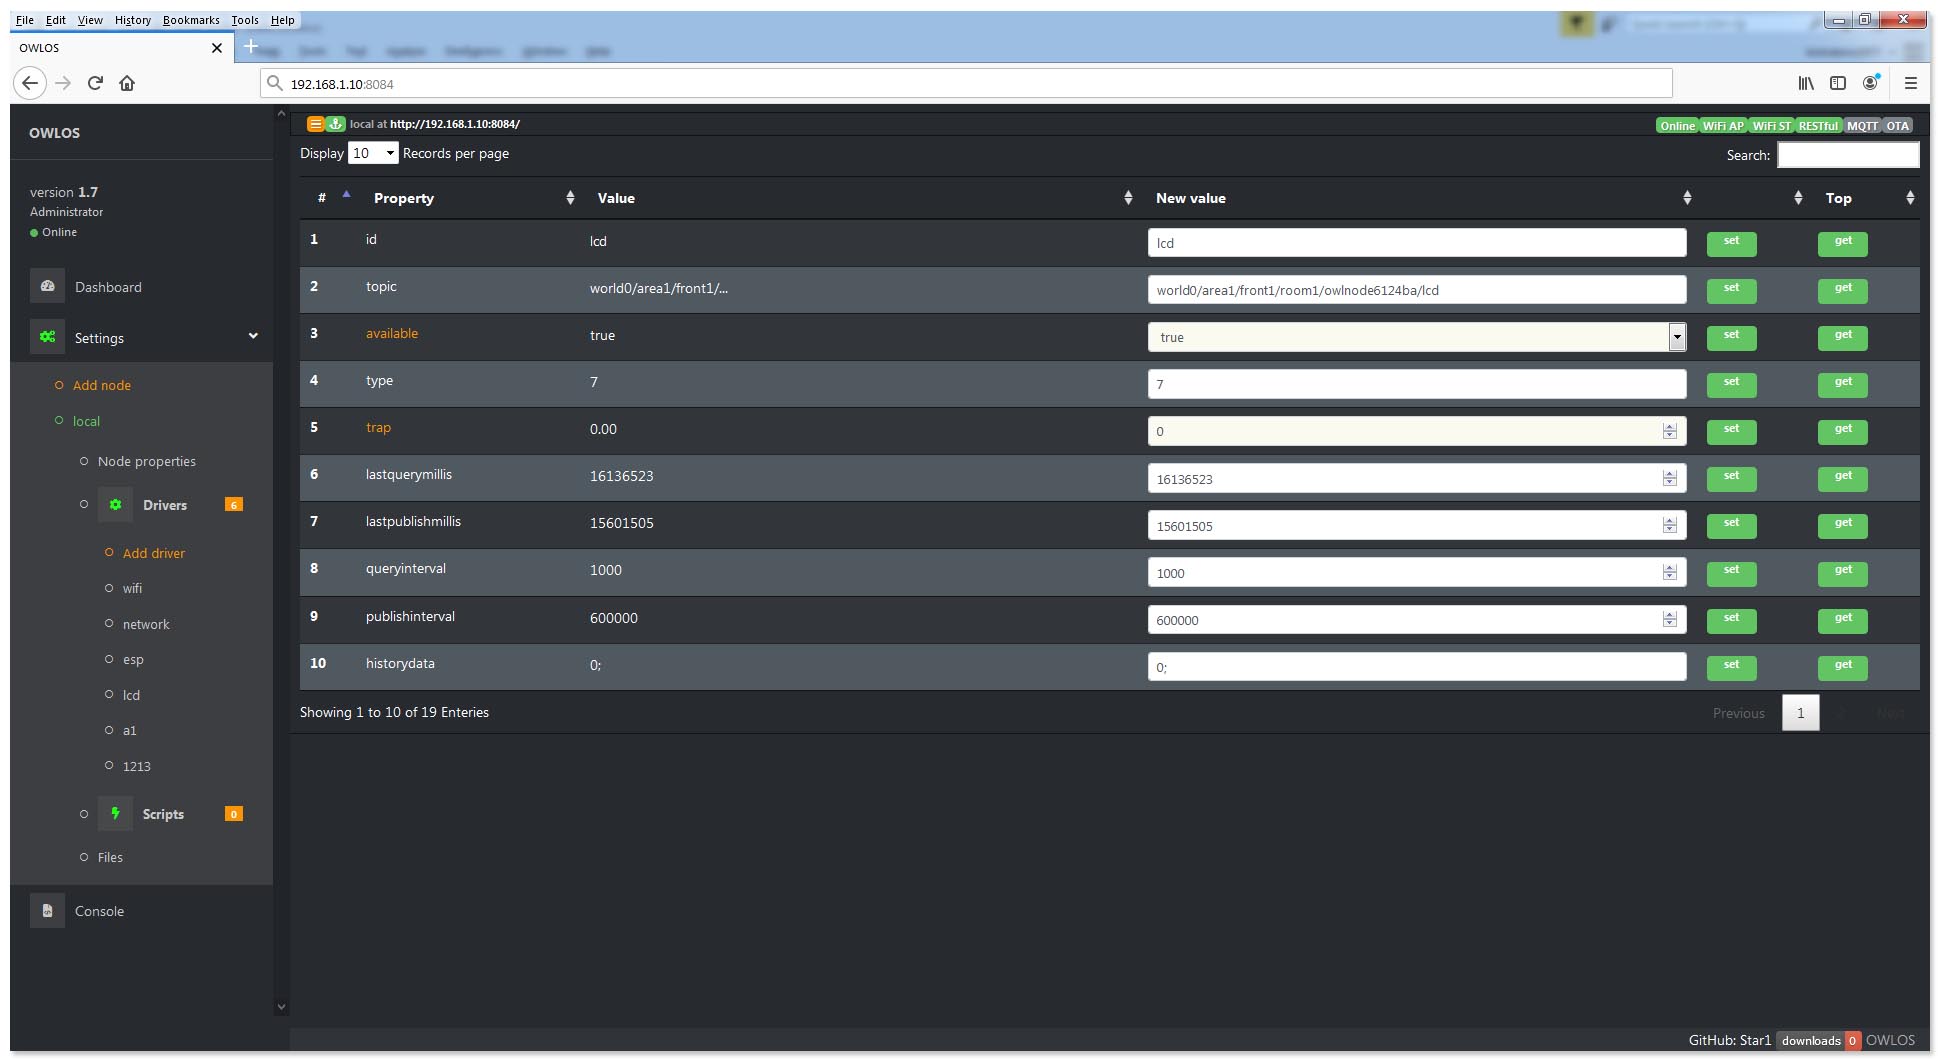 File Edit View History Bookmarks Tools Help
OWLOS
192.168.1.10:8084
OWLOS
version 1.7
Administrator
Online
Dashboard
Settings
Add node
local
Node properties
Drivers 6
Add driver
wifi
network
esp
lcd
a1
1213
Scripts 0
Files
Console
local at http://192.168.1.10:8084/
Online WiFi AP WiFi ST RESTful MQTT OTA
Display 10 Records per page
Search:
# Property Value New value Top
1 id lcd lcd set get
2 topic world0/area1/front1/... world0/area1/front1/room1/owlnode6124ba/lcd set get
3 available true true set get
4 type 7 7 set get
5 trap 0.00 0 set get
6 lastquerymillis 16136523 16136523 set get
7 lastpublishmillis 15601505 15601505 set get
8 queryinterval 1000 1000 set get
9 publishinterval 600000 600000 set get
10 historydata 0; 0; set get
Showing 1 to 10 of 19 Enteries
Previous 1 2 Next
GitHub: Star1 downloads 0 OWLOS